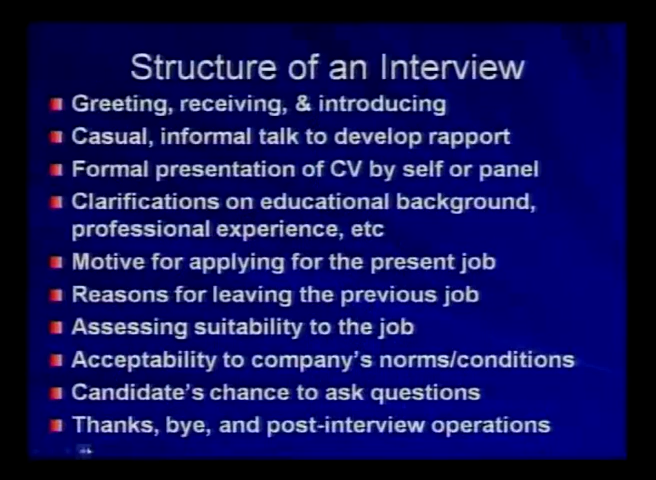 Structure of an Interview
Greeting, receiving, & introducing
Casual, informal talk to develop rapport
Formal presentation of CV by self or panel
Clarifications on educational background,
professional experience, etc
Motive for applying for the present job
Reasons for leaving the previous job
Assessing suitability to the job
Acceptability to company's norms/conditions
Candidate's chance to ask questions
Thanks, bye, and post-interview operations